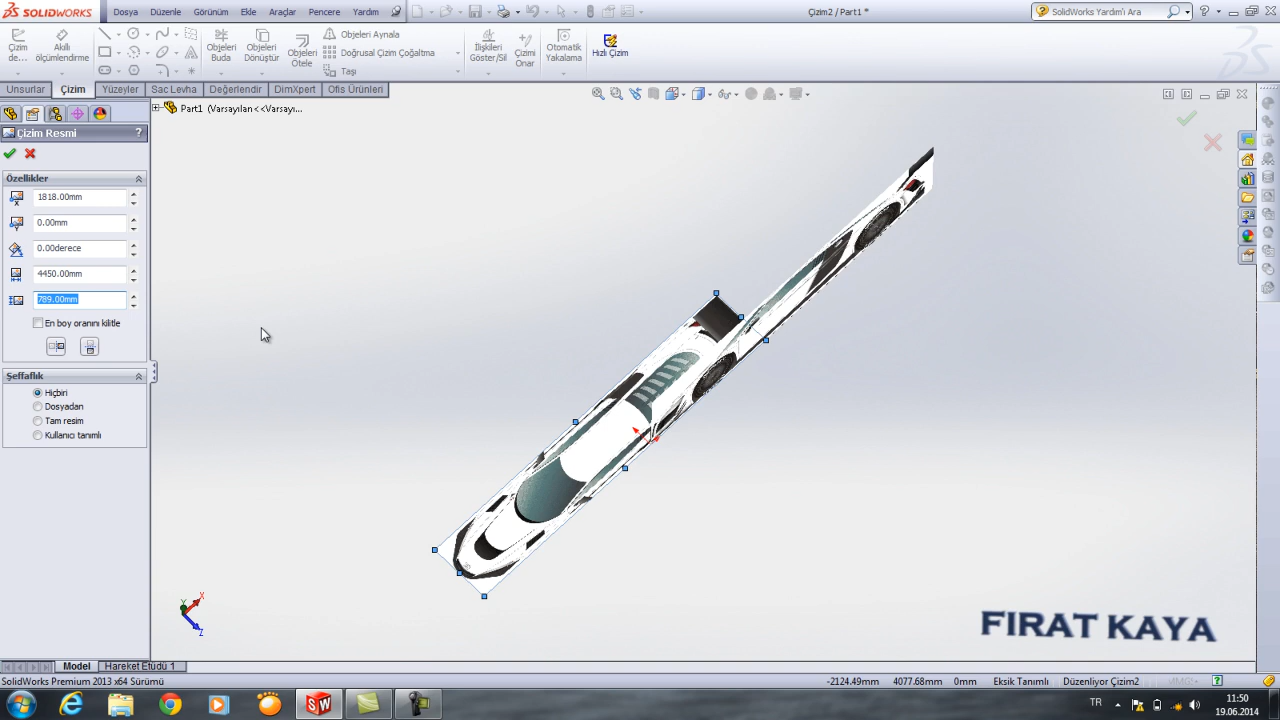 SOLIDWORKS
Dosya Düzenle Görünüm Ekle Araçlar Pencere Yardım
Çizim2 / Part1 *
SolidWorks Yardım'ı Ara
Çizim de...
Akıllı ölçümlendirme
Objeleri Buda
Objeleri Dönüştür
Objeleri Ötele
Objeleri Aynala
Doğrusal Çizim Çoğaltma
Taşı
İlişkileri Göster/Sil
Çizimi Onar
Otomatik Yakalama
Hızlı Çizim
Unsurlar Çizim Yüzeyler Sac Levha Değerlendir DimXpert Ofis Ürünleri
Part1 (Varsayılan<<Varsayı...
Çizim Resmi ?
Özellikler
1818.00mm
0.00mm
0.00derece
4450.00mm
789.00mm
En boy oranını kilitle
Şeffaflık
Hiçbiri
Dosyadan
Tam resim
Kullanıcı tanımlı
Y X
Z
FIRAT KAYA
Model Hareket Etüdü 1
SolidWorks Premium 2013 x64 Sürümü
-2124.49mm 4077.68mm 0mm Eksik Tanımlı Düzenliyor Çizim2
TR
11:50
19.06.2014